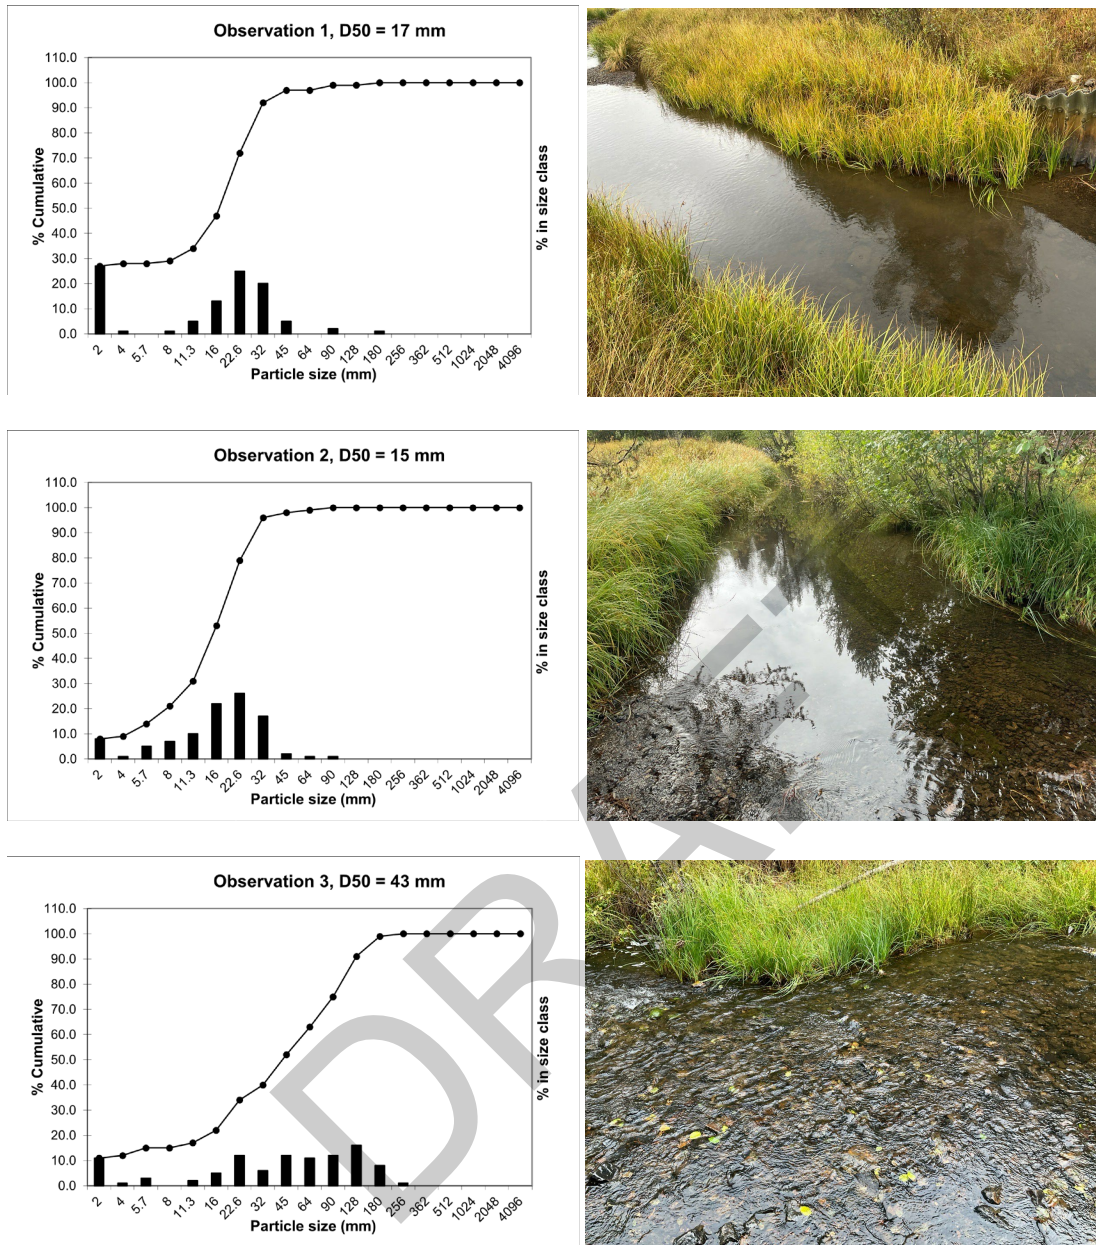 Observation 1, D50 = 17 mm
110.0
100.0
90.0
80.0
70.0
60.0
50.0
40.0
30.0
20.0
10.0
0.0
% Cumulative
% in size class
2 4 5.7 8 11.3 16 22.6 32 45 64 90 128 180 256 362 512 1024 2048 4096
Particle size (mm)
Observation 2, D50 = 15 mm
110.0
100.0
90.0
80.0
70.0
60.0
50.0
40.0
30.0
20.0
10.0
0.0
% Cumulative
% in size class
2 4 5.7 8 11.3 16 22.6 32 45 64 90 128 180 256 362 512 1024 2048 4096
Particle size (mm)
Observation 3, D50 = 43 mm
110.0
100.0
90.0
80.0
70.0
60.0
50.0
40.0
30.0
20.0
10.0
0.0
% Cumulative
% in size class
2 4 5.7 8 11.3 16 22.6 32 45 64 90 128 180 256 362 512 1024 2048 4096
Particle size (mm)
DRAFT